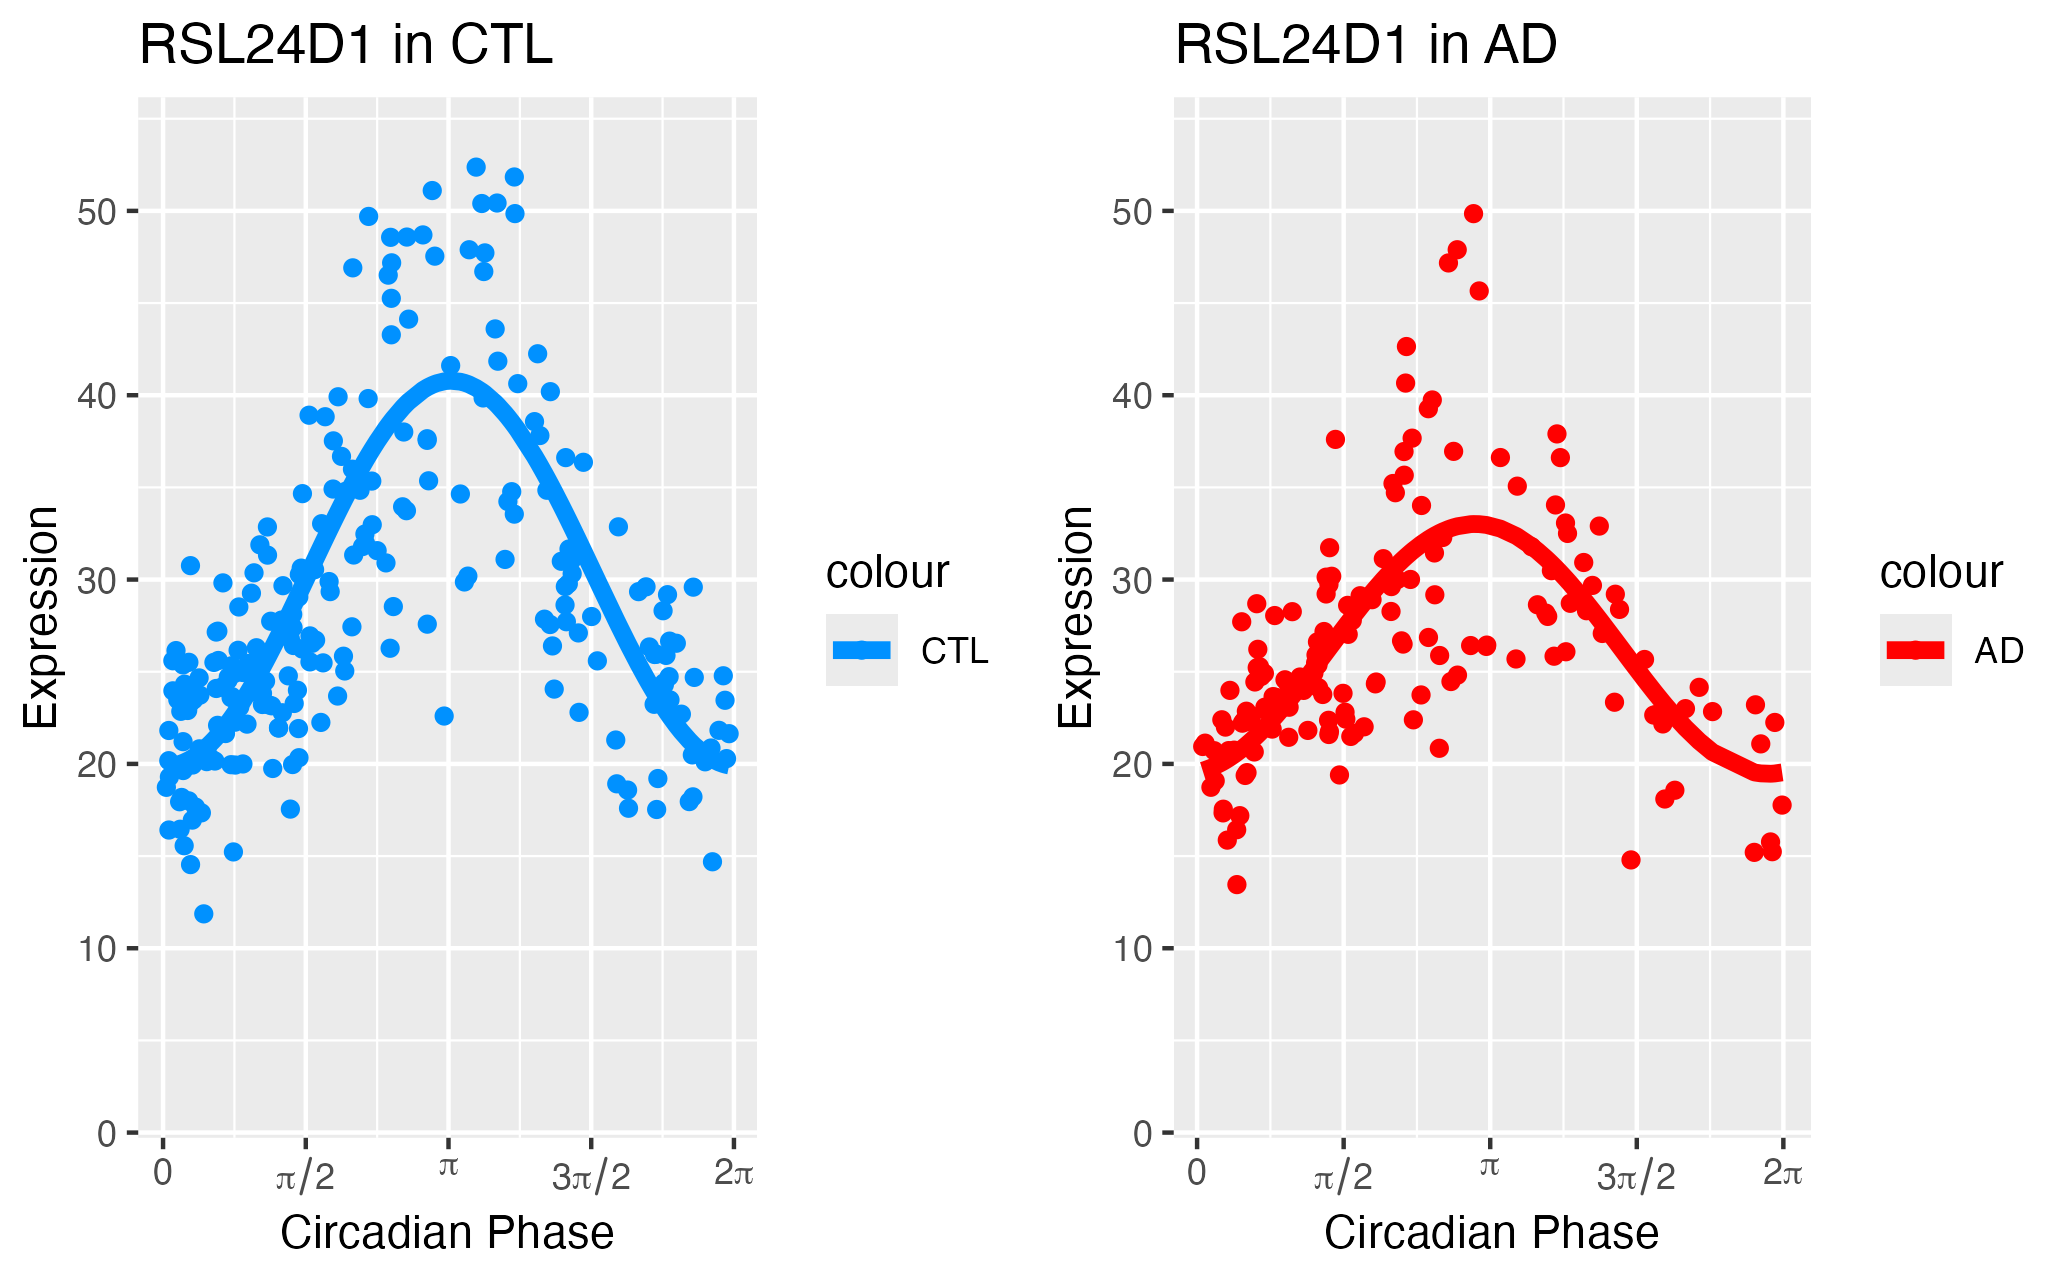 RSL24D1 in CTL
Expression
50
40
30
20
10
0
0 π/2 π 3π/2 2π
Circadian Phase
colour
CTL
RSL24D1 in AD
Expression
50
40
30
20
10
0
0 π/2 π 3π/2 2π
Circadian Phase
colour
AD